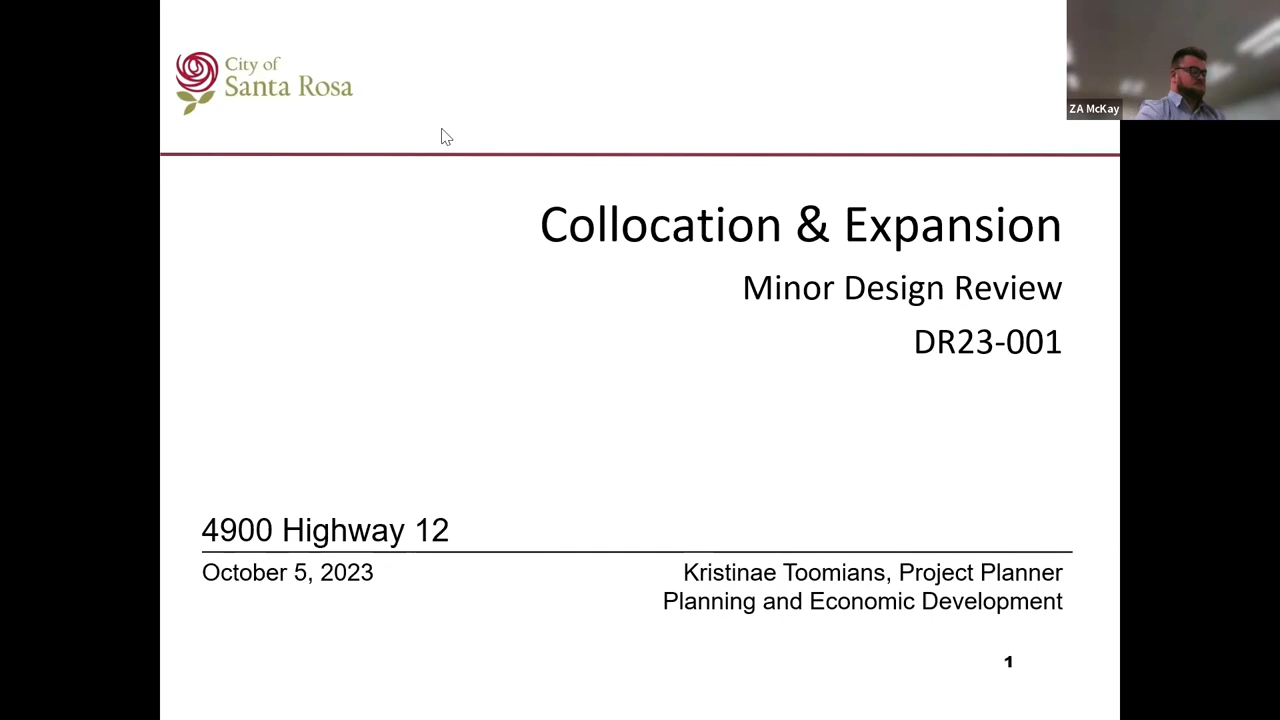 City of
Santa Rosa
ZA McKay
Collocation & Expansion
Minor Design Review
DR23-001
4900 Highway 12
October 5, 2023
Kristinae Toomians, Project Planner
Planning and Economic Development
1